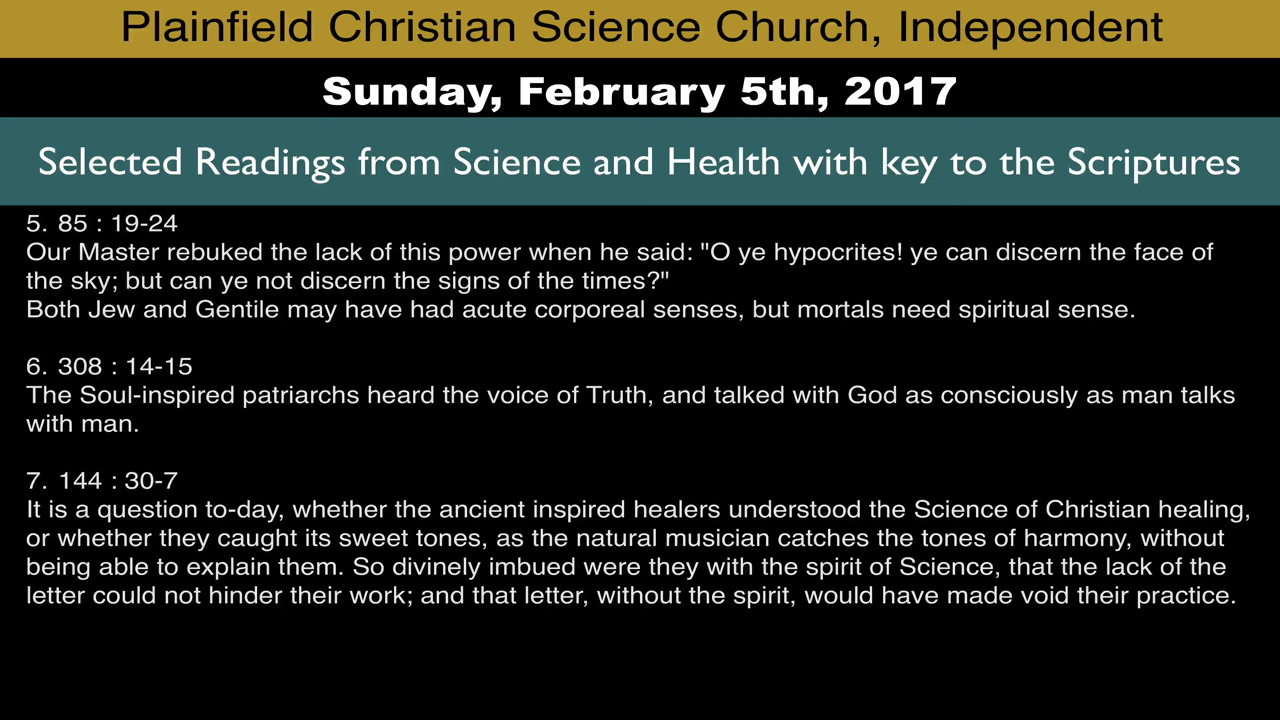 Plainfield Christian Science Church, Independent
Sunday, February 5th, 2017
Selected Readings from Science and Health with key to the Scriptures
5. 85 : 19-24
Our Master rebuked the lack of this power when he said: "O ye hypocrites! ye can discern the face of
the sky; but can ye not discern the signs of the times?"
Both Jew and Gentile may have had acute corporeal senses, but mortals need spiritual sense.
6. 308 : 14-15
The Soul-inspired patriarchs heard the voice of Truth, and talked with God as consciously as man talks
with man.
7. 144 : 30-7
It is a question to-day, whether the ancient inspired healers understood the Science of Christian healing,
or whether they caught its sweet tones, as the natural musician catches the tones of harmony, without
being able to explain them. So divinely imbued were they with the spirit of Science, that the lack of the
letter could not hinder their work; and that letter, without the spirit, would have made void their practice.